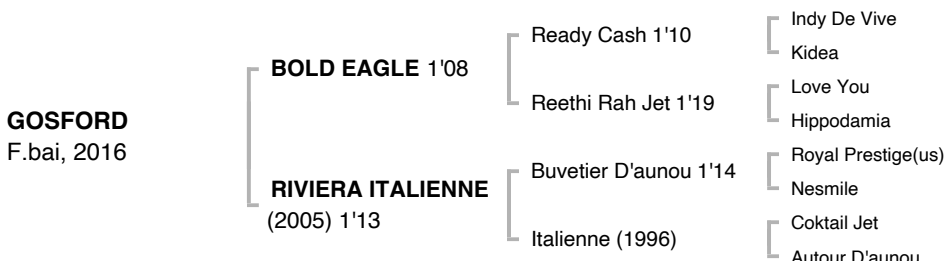 GOSFORD
F.bai, 2016
BOLD EAGLE 1'08
RIVIERA ITALIENNE
(2005) 1'13
Ready Cash 1'10
Reethi Rah Jet 1'19
Buvetier D'aunou 1'14
Italienne (1996)
Indy De Vive
Kidea
Love You
Hippodamia
Royal Prestige(us)
Nesmile
Coktail Jet
Autour D'aunou